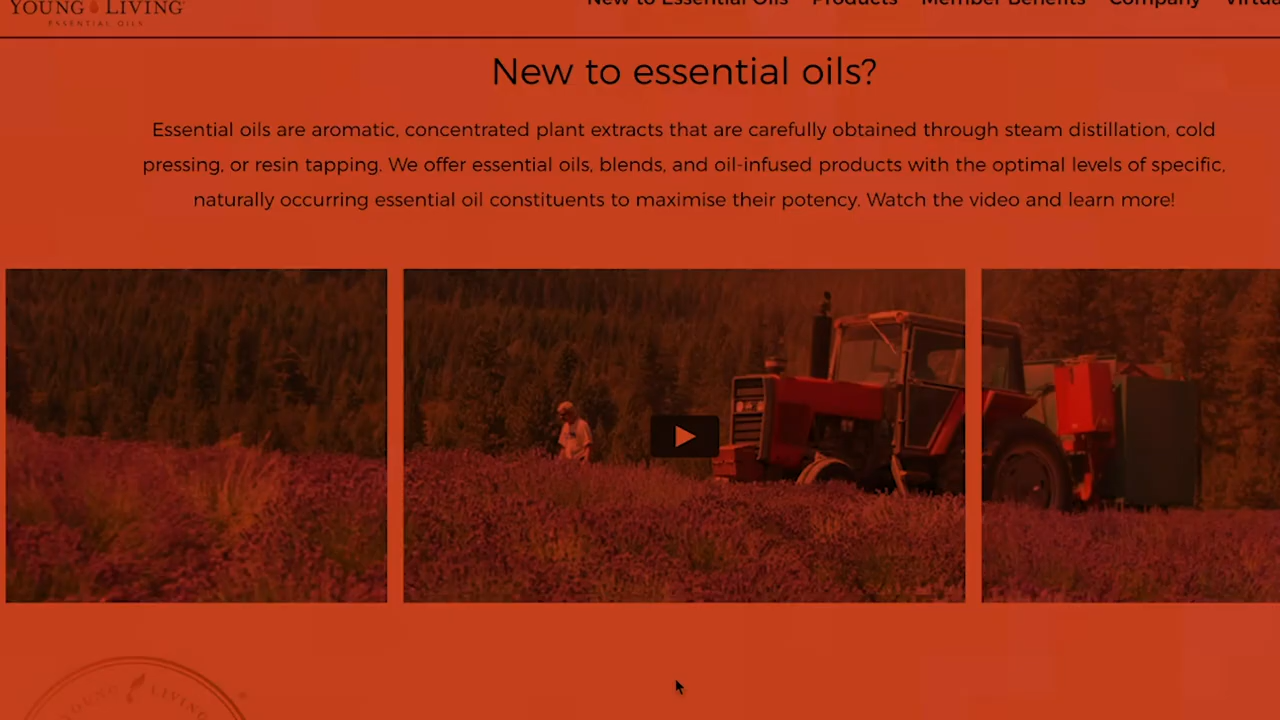 YOUNG LIVING
ESSENTIAL OILS
New to Essential Oils Products Member Benefits Company
New to essential oils?
Essential oils are aromatic, concentrated plant extracts that are carefully obtained through steam distillation, cold
pressing, or resin tapping. We offer essential oils, blends, and oil-infused products with the optimal levels of specific,
naturally occurring essential oil constituents to maximise their potency. Watch the video and learn more!
YOUNG LIVING